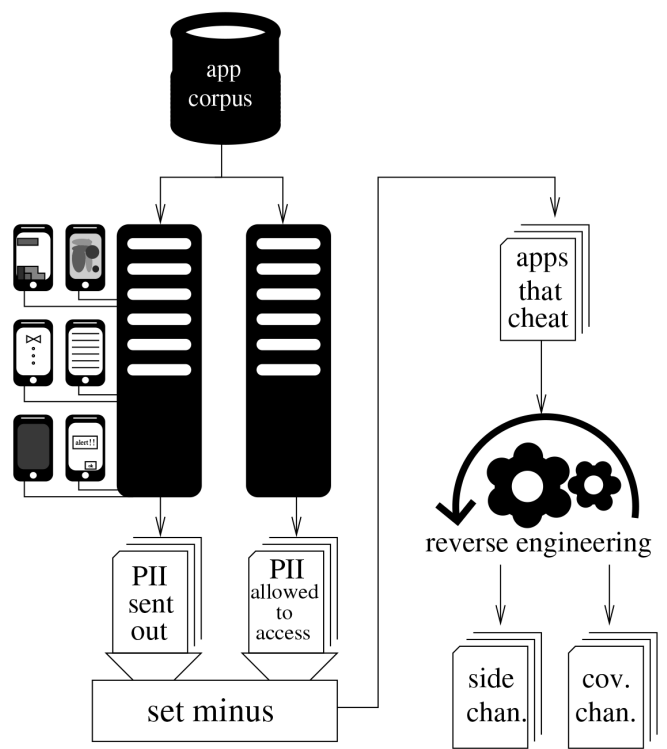 app
corpus
apps
that
cheat
alert!!
ok
reverse engineering
PII
sent
out
PII
allowed
to
access
side
chan.
cov.
chan.
set minus